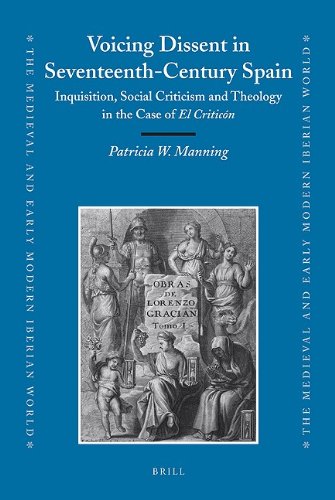 Voicing Dissent in
Seventeenth-Century Spain
Inquisition, Social Criticism and Theology
in the Case of El Criticón
Patricia W. Manning
* THE MEDIEVAL AND EARLY MODERN IBERIAN WORLD *
* THE MEDIEVAL AND EARLY MODERN IBERIAN WORLD *
OBRAS
DE
LORENZO
GRACIAN
Tomo I.
BRILL